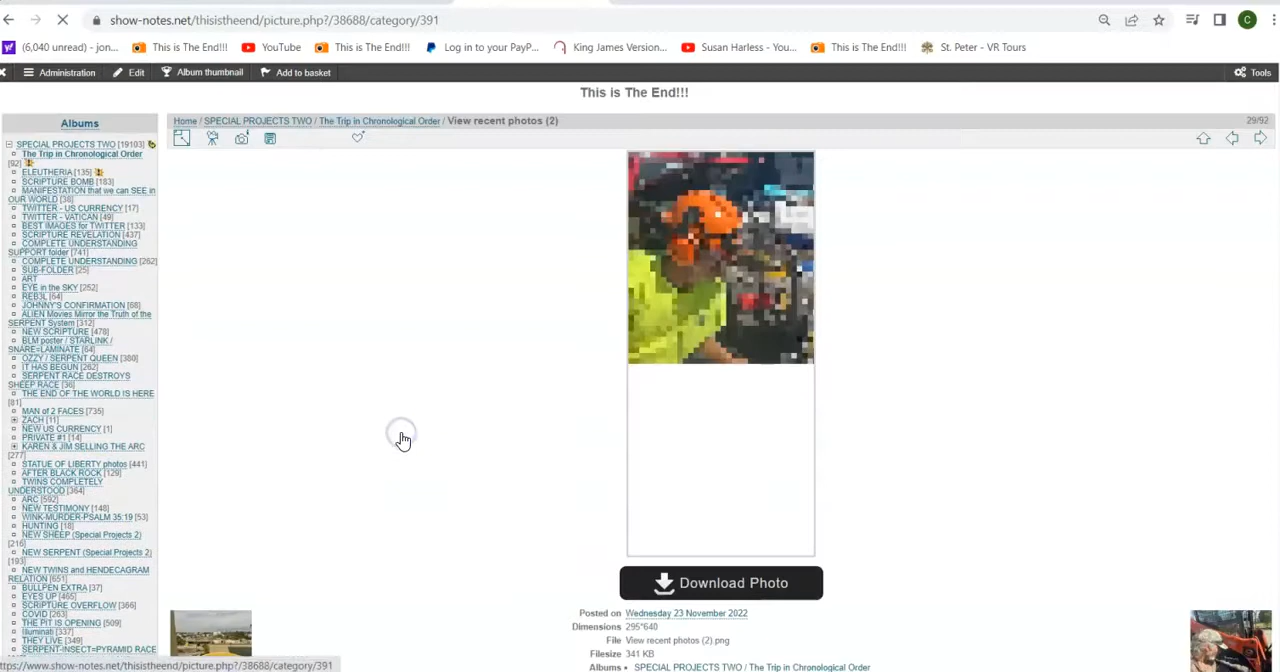 show-notes.net/thisistheend/picture.php?/38688/category/391
(6,040 unread) - jon...
This is The End!!!
YouTube
This is The End!!!
Log in to your PayP...
King James Version...
Susan Harless - You...
This is The End!!!
St. Peter - VR Tours
Administration
Edit
Album thumbnail
Add to basket
Tools
This is The End!!!
Albums
Home / SPECIAL PROJECTS TWO / The Trip in Chronological Order / View recent photos (2)
29/92
SPECIAL PROJECTS TWO [19103]
The Trip in Chronological Order
[92]
ELEUTHERIA [135]
SCRIPTURE BOMB [183]
MANIFESTATION that we can SEE in
OUR WORLD [38]
TWITTER - US CURRENCY [17]
TWITTER - VATICAN [49]
BEST IMAGES for TWITTER [133]
SCRIPTURE REVELATION [437]
COMPLETE UNDERSTANDING
SUPPORT folder [741]
COMPLETE UNDERSTANDING [262]
SUB-FOLDER [25]
ART
EYE in the SKY [252]
REB3L [64]
JOHNNY'S CONFIRMATION [68]
ALIEN Movies Mirror the Truth of the
SERPENT System [312]
NEW SCRIPTURE [478]
BLM poster / STARLINK /
SNARE=LAMINATE [64]
OZZY / SERPENT QUEEN [380]
IT HAS BEGUN [262]
SERPENT RACE DESTROYS
SHEEP RACE [36]
THE END OF THE WORLD IS HERE
[81]
MAN of 2 FACES [735]
ZACH [11]
NEW US CURRENCY [1]
PRIVATE #1 [14]
KAREN & JIM SELLING THE ARC
[277]
STATUE OF LIBERTY photos [441]
AFTER BLACK ROCK [129]
TWINS COMPLETELY
UNDERSTOOD [364]
ARC [592]
NEW TESTIMONY [148]
WINK-MURDER-PSALM 35:19 [53]
HUNTING [18]
NEW SHEEP (Special Projects 2)
[216]
NEW SERPENT (Special Projects 2)
[193]
NEW TWINS and HENDECAGRAM
RELATION [651]
BULLPEN EXTRA [37]
EYES UP [465]
SCRIPTURE OVERFLOW [366]
COVID [263]
THE PIT IS OPENING [509]
Illuminati [337]
THEY LIVE [349]
SERPENT-INSECT=PYRAMID RACE
Download Photo
Posted on Wednesday 23 November 2022
Dimensions 295*640
File View recent photos (2).png
Filesize 341 KB
Albums • SPECIAL PROJECTS TWO / The Trip in Chronological Order
https://www.show-notes.net/thisistheend/picture.php?/38688/category/391